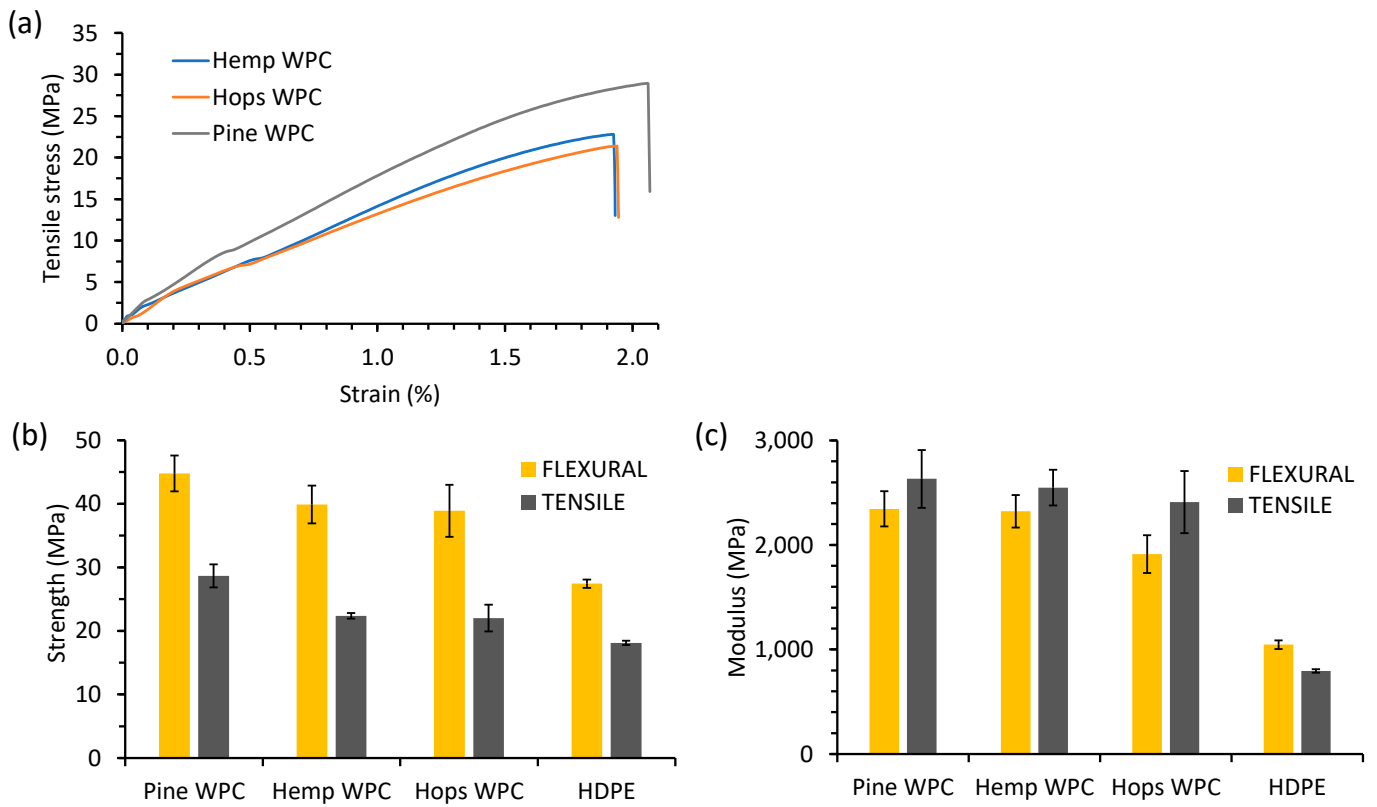 (a)
Tensile stress (MPa)
35
30
25
20
15
10
5
0
Hemp WPC
Hops WPC
Pine WPC
0.0 0.5 1.0 1.5 2.0
Strain (%)
(b)
Strength (MPa)
50
40
30
20
10
0
FLEXURAL
TENSILE
Pine WPC Hemp WPC Hops WPC HDPE
(c)
Modulus (MPa)
3,000
2,000
1,000
0
FLEXURAL
TENSILE
Pine WPC Hemp WPC Hops WPC HDPE